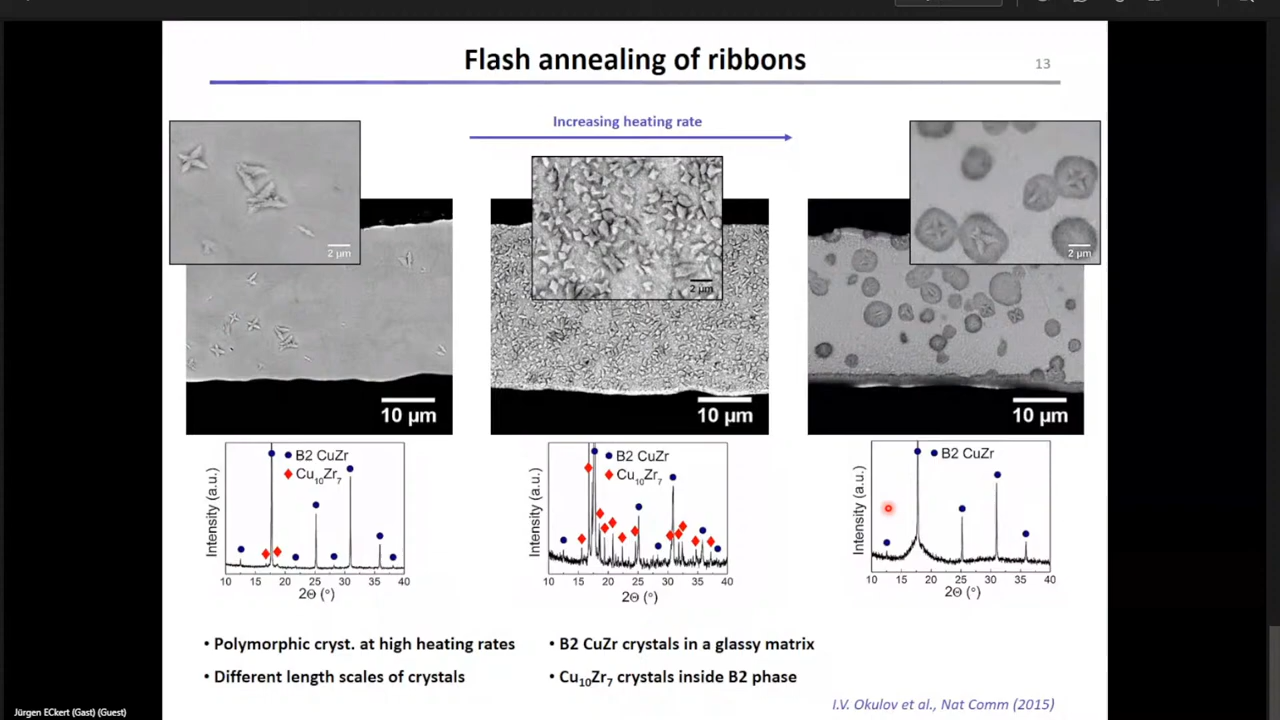 Flash annealing of ribbons
13
Increasing heating rate
2 µm
2 µm
2 µm
10 µm
10 µm
10 µm
Intensity (a.u.)
B2 CuZr
Cu10Zr7
10 15 20 25 30 35 40
2Θ (°)
Intensity (a.u.)
B2 CuZr
Cu10Zr7
10 15 20 25 30 35 40
2Θ (°)
Intensity (a.u.)
B2 CuZr
10 15 20 25 30 35 40
2Θ (°)
• Polymorphic cryst. at high heating rates
• Different length scales of crystals
• B2 CuZr crystals in a glassy matrix
• Cu10Zr7 crystals inside B2 phase
I.V. Okulov et al., Nat Comm (2015)
Jürgen ECkert (Gast) (Guest)